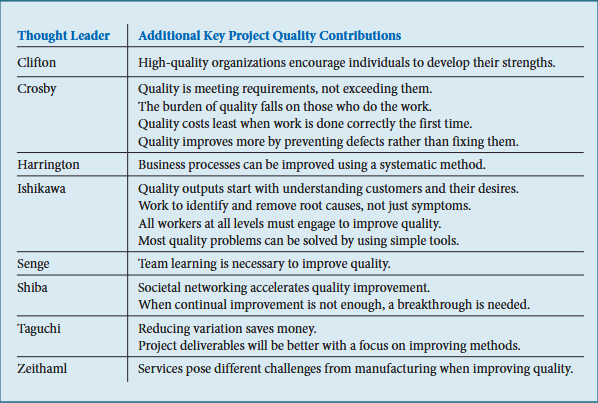 Thought Leader Additional Key Project Quality Contributions
Clifton High-quality organizations encourage individuals to develop their strengths.
Crosby Quality is meeting requirements, not exceeding them.
The burden of quality falls on those who do the work.
Quality costs least when work is done correctly the first time.
Quality improves more by preventing defects rather than fixing them.
Harrington Business processes can be improved using a systematic method.
Ishikawa Quality outputs start with understanding customers and their desires.
Work to identify and remove root causes, not just symptoms.
All workers at all levels must engage to improve quality.
Most quality problems can be solved by using simple tools.
Senge Team learning is necessary to improve quality.
Shiba Societal networking accelerates quality improvement.
When continual improvement is not enough, a breakthrough is needed.
Taguchi Reducing variation saves money.
Project deliverables will be better with a focus on improving methods.
Zeithaml Services pose different challenges from manufacturing when improving quality.